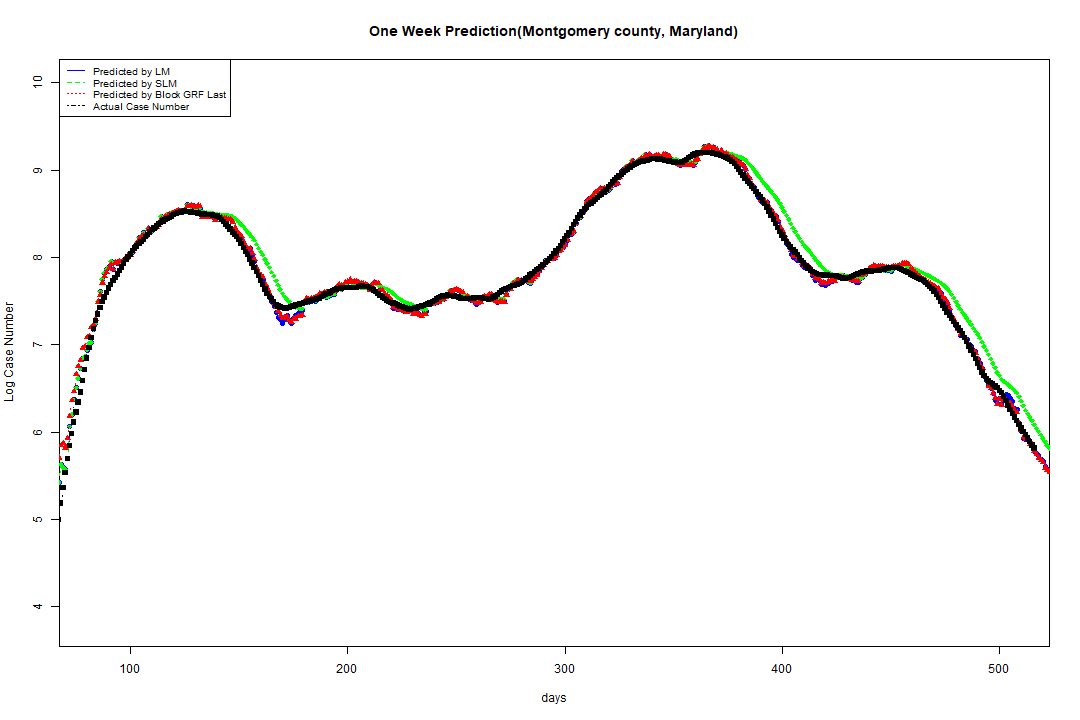 One Week Prediction(Montgomery county, Maryland)
Predicted by LM
Predicted by SLM
Predicted by Block GRF Last
Actual Case Number
Log Case Number
10
9
8
7
6
5
4
100 200 300 400 500
days